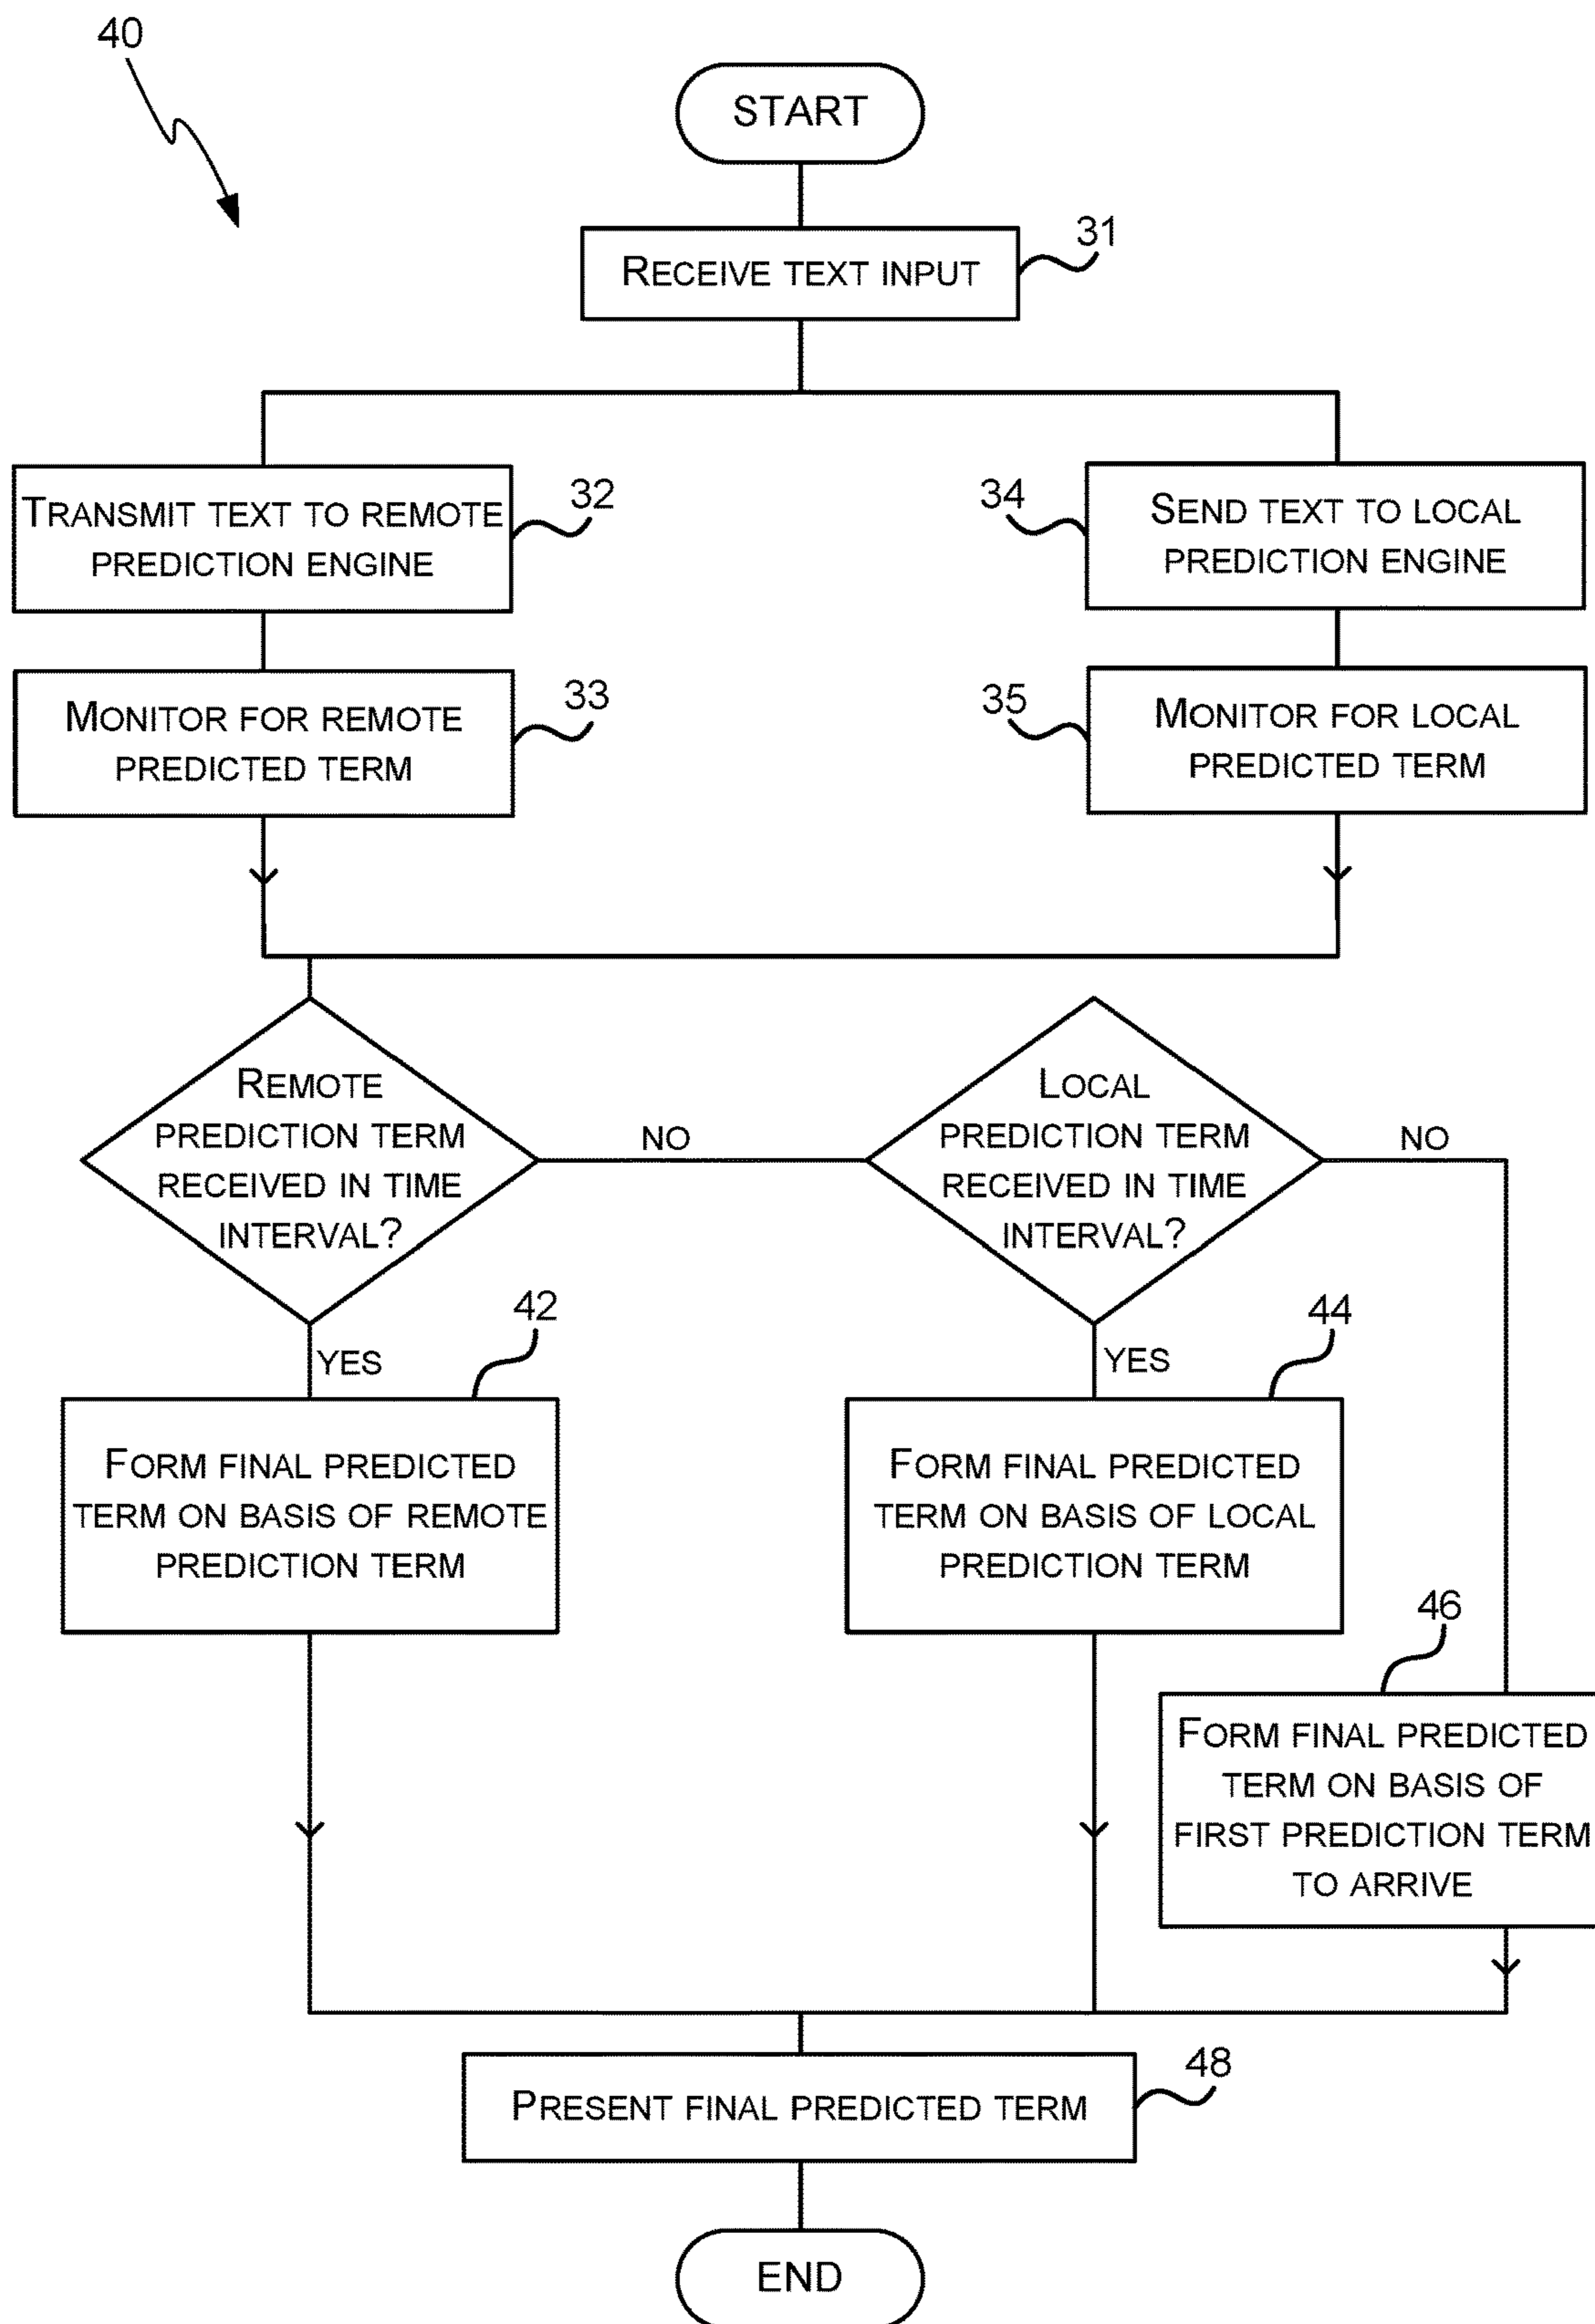 40
START
31
RECEIVE TEXT INPUT
32
TRANSMIT TEXT TO REMOTE
PREDICTION ENGINE
34
SEND TEXT TO LOCAL
PREDICTION ENGINE
33
MONITOR FOR REMOTE
PREDICTED TERM
35
MONITOR FOR LOCAL
PREDICTED TERM
REMOTE
PREDICTION TERM
RECEIVED IN TIME
INTERVAL?
NO
LOCAL
PREDICTION TERM
RECEIVED IN TIME
INTERVAL?
NO
YES
42
FORM FINAL PREDICTED
TERM ON BASIS OF REMOTE
PREDICTION TERM
YES
44
FORM FINAL PREDICTED
TERM ON BASIS OF LOCAL
PREDICTION TERM
46
FORM FINAL PREDICTED
TERM ON BASIS OF
FIRST PREDICTION TERM
TO ARRIVE
48
PRESENT FINAL PREDICTED TERM
END